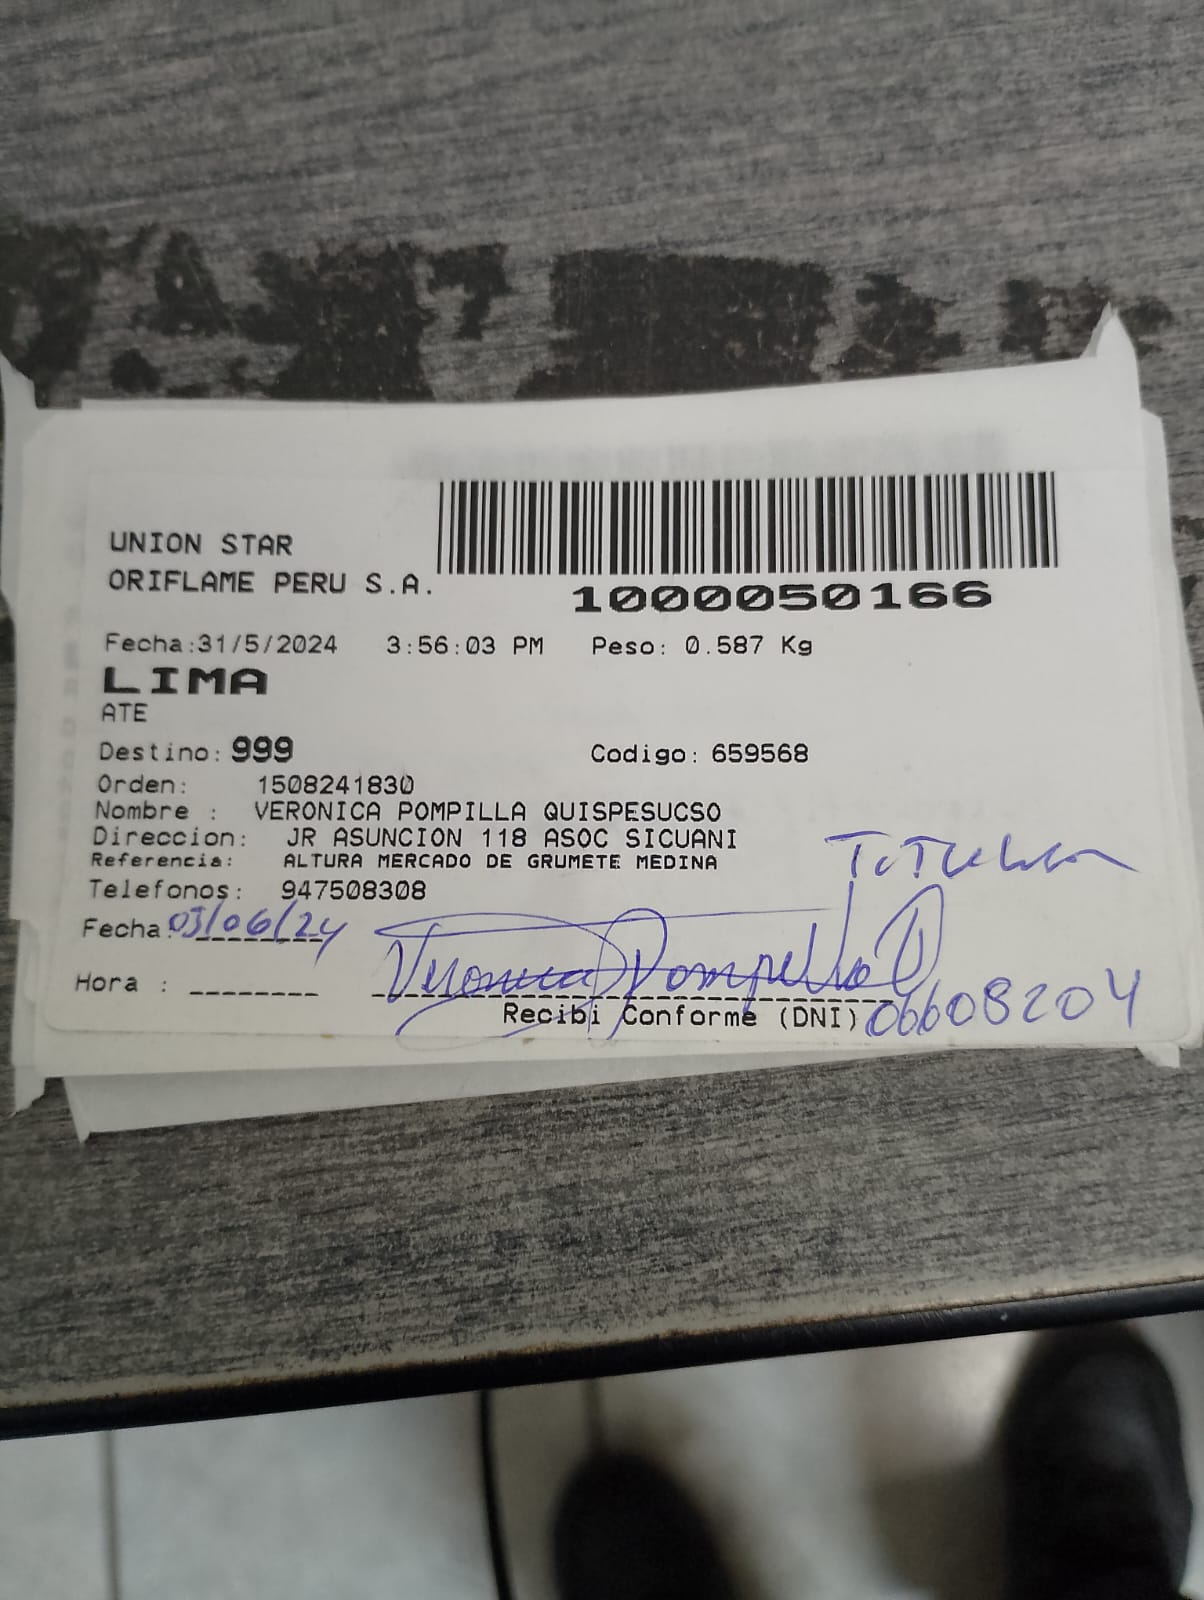 UNION STAR
ORIFLAME PERU S.A.
1000050166
Fecha:31/5/2024 3:56:03 PM Peso: 0.587 Kg
LIMA
ATE
Destino: 999 Codigo: 659568
Orden: 1508241830
Nombre : VERONICA POMPILLA QUISPESUCSO
Direccion: JR ASUNCION 118 ASOC SICUANI
Referencia: ALTURA MERCADO DE GRUMETE MEDINA
Telefonos: 947508308
Fecha: 03/06/24
Hora : --------
Veronica Pompilla Q
Recibi Conforme (DNI) 06608204